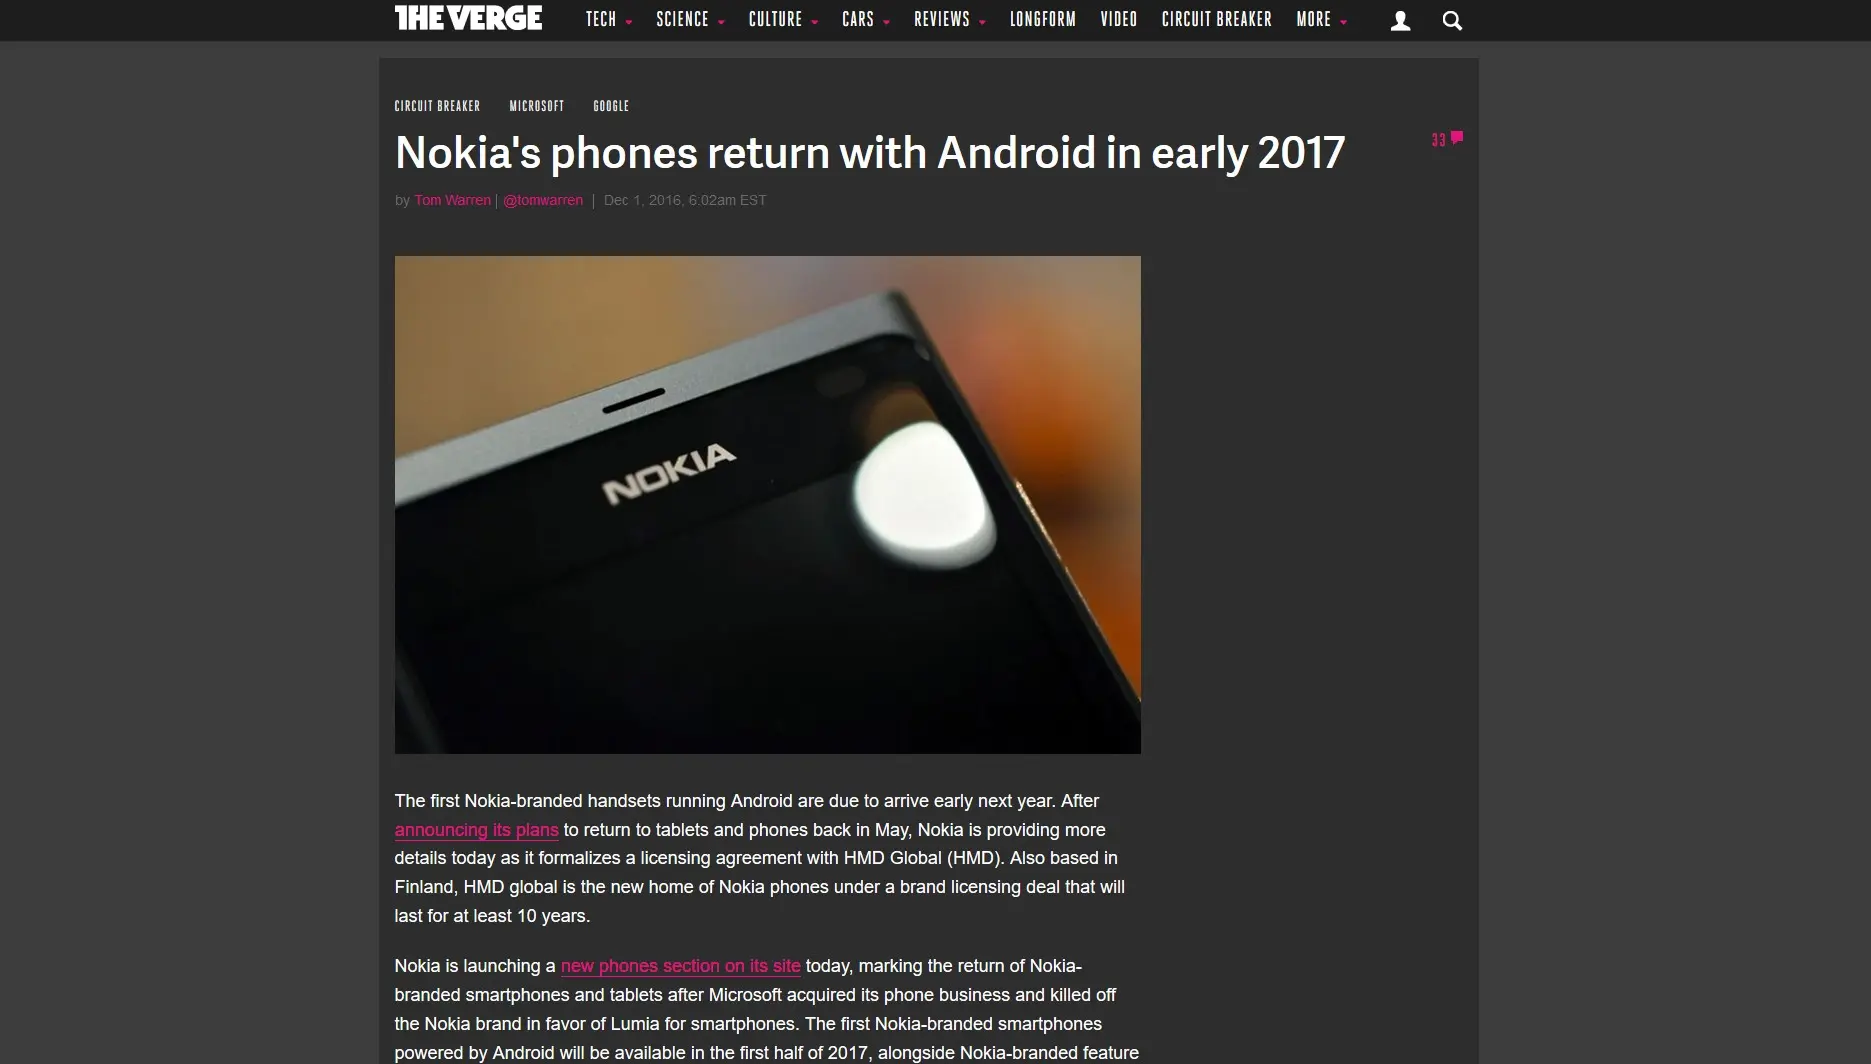 THE VERGE
TECH SCIENCE CULTURE CARS REVIEWS LONGFORM VIDEO CIRCUIT BREAKER MORE
CIRCUIT BREAKER MICROSOFT GOOGLE
Nokia's phones return with Android in early 2017
33
by Tom Warren | @tomwarren | Dec 1, 2016, 6:02am EST
NOKIA
The first Nokia-branded handsets running Android are due to arrive early next year. After
announcing its plans to return to tablets and phones back in May, Nokia is providing more
details today as it formalizes a licensing agreement with HMD Global (HMD). Also based in
Finland, HMD global is the new home of Nokia phones under a brand licensing deal that will
last for at least 10 years.
Nokia is launching a new phones section on its site today, marking the return of Nokia-
branded smartphones and tablets after Microsoft acquired its phone business and killed off
the Nokia brand in favor of Lumia for smartphones. The first Nokia-branded smartphones
powered by Android will be available in the first half of 2017, alongside Nokia-branded feature